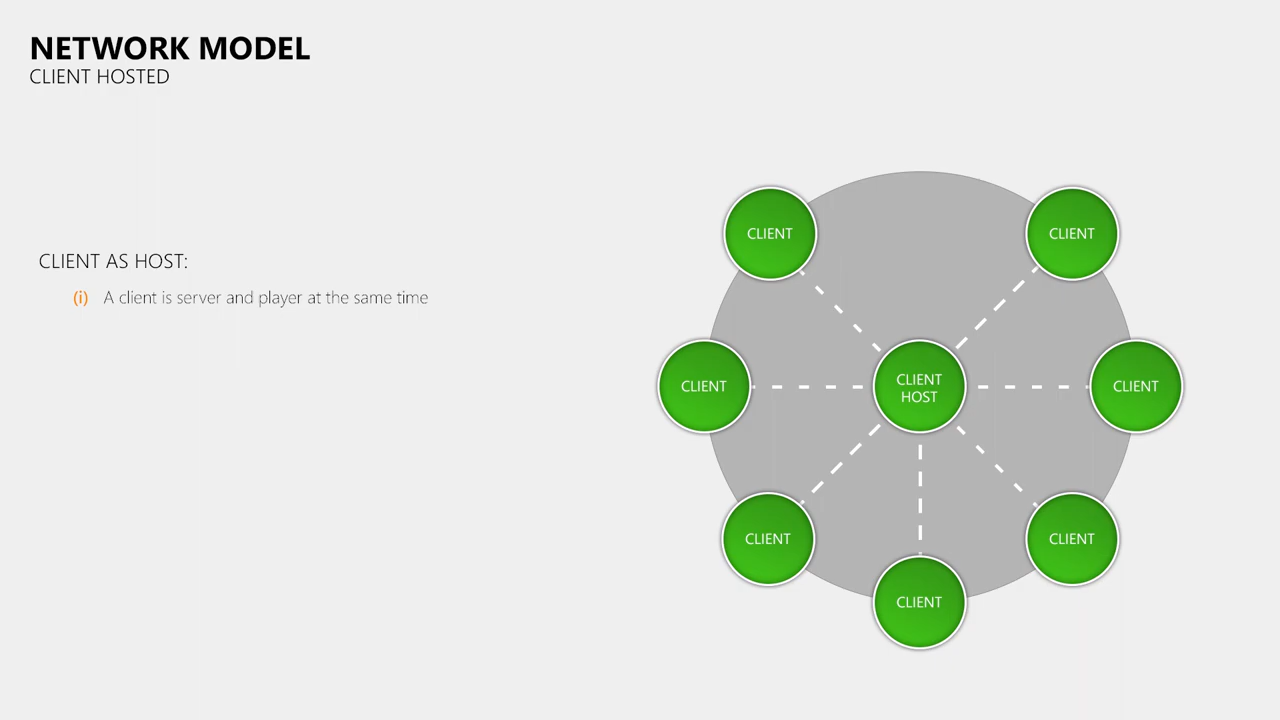 NETWORK MODEL
CLIENT HOSTED
CLIENT AS HOST:
(i) A client is server and player at the same time
CLIENT
CLIENT
CLIENT
CLIENT
HOST
CLIENT
CLIENT
CLIENT
CLIENT